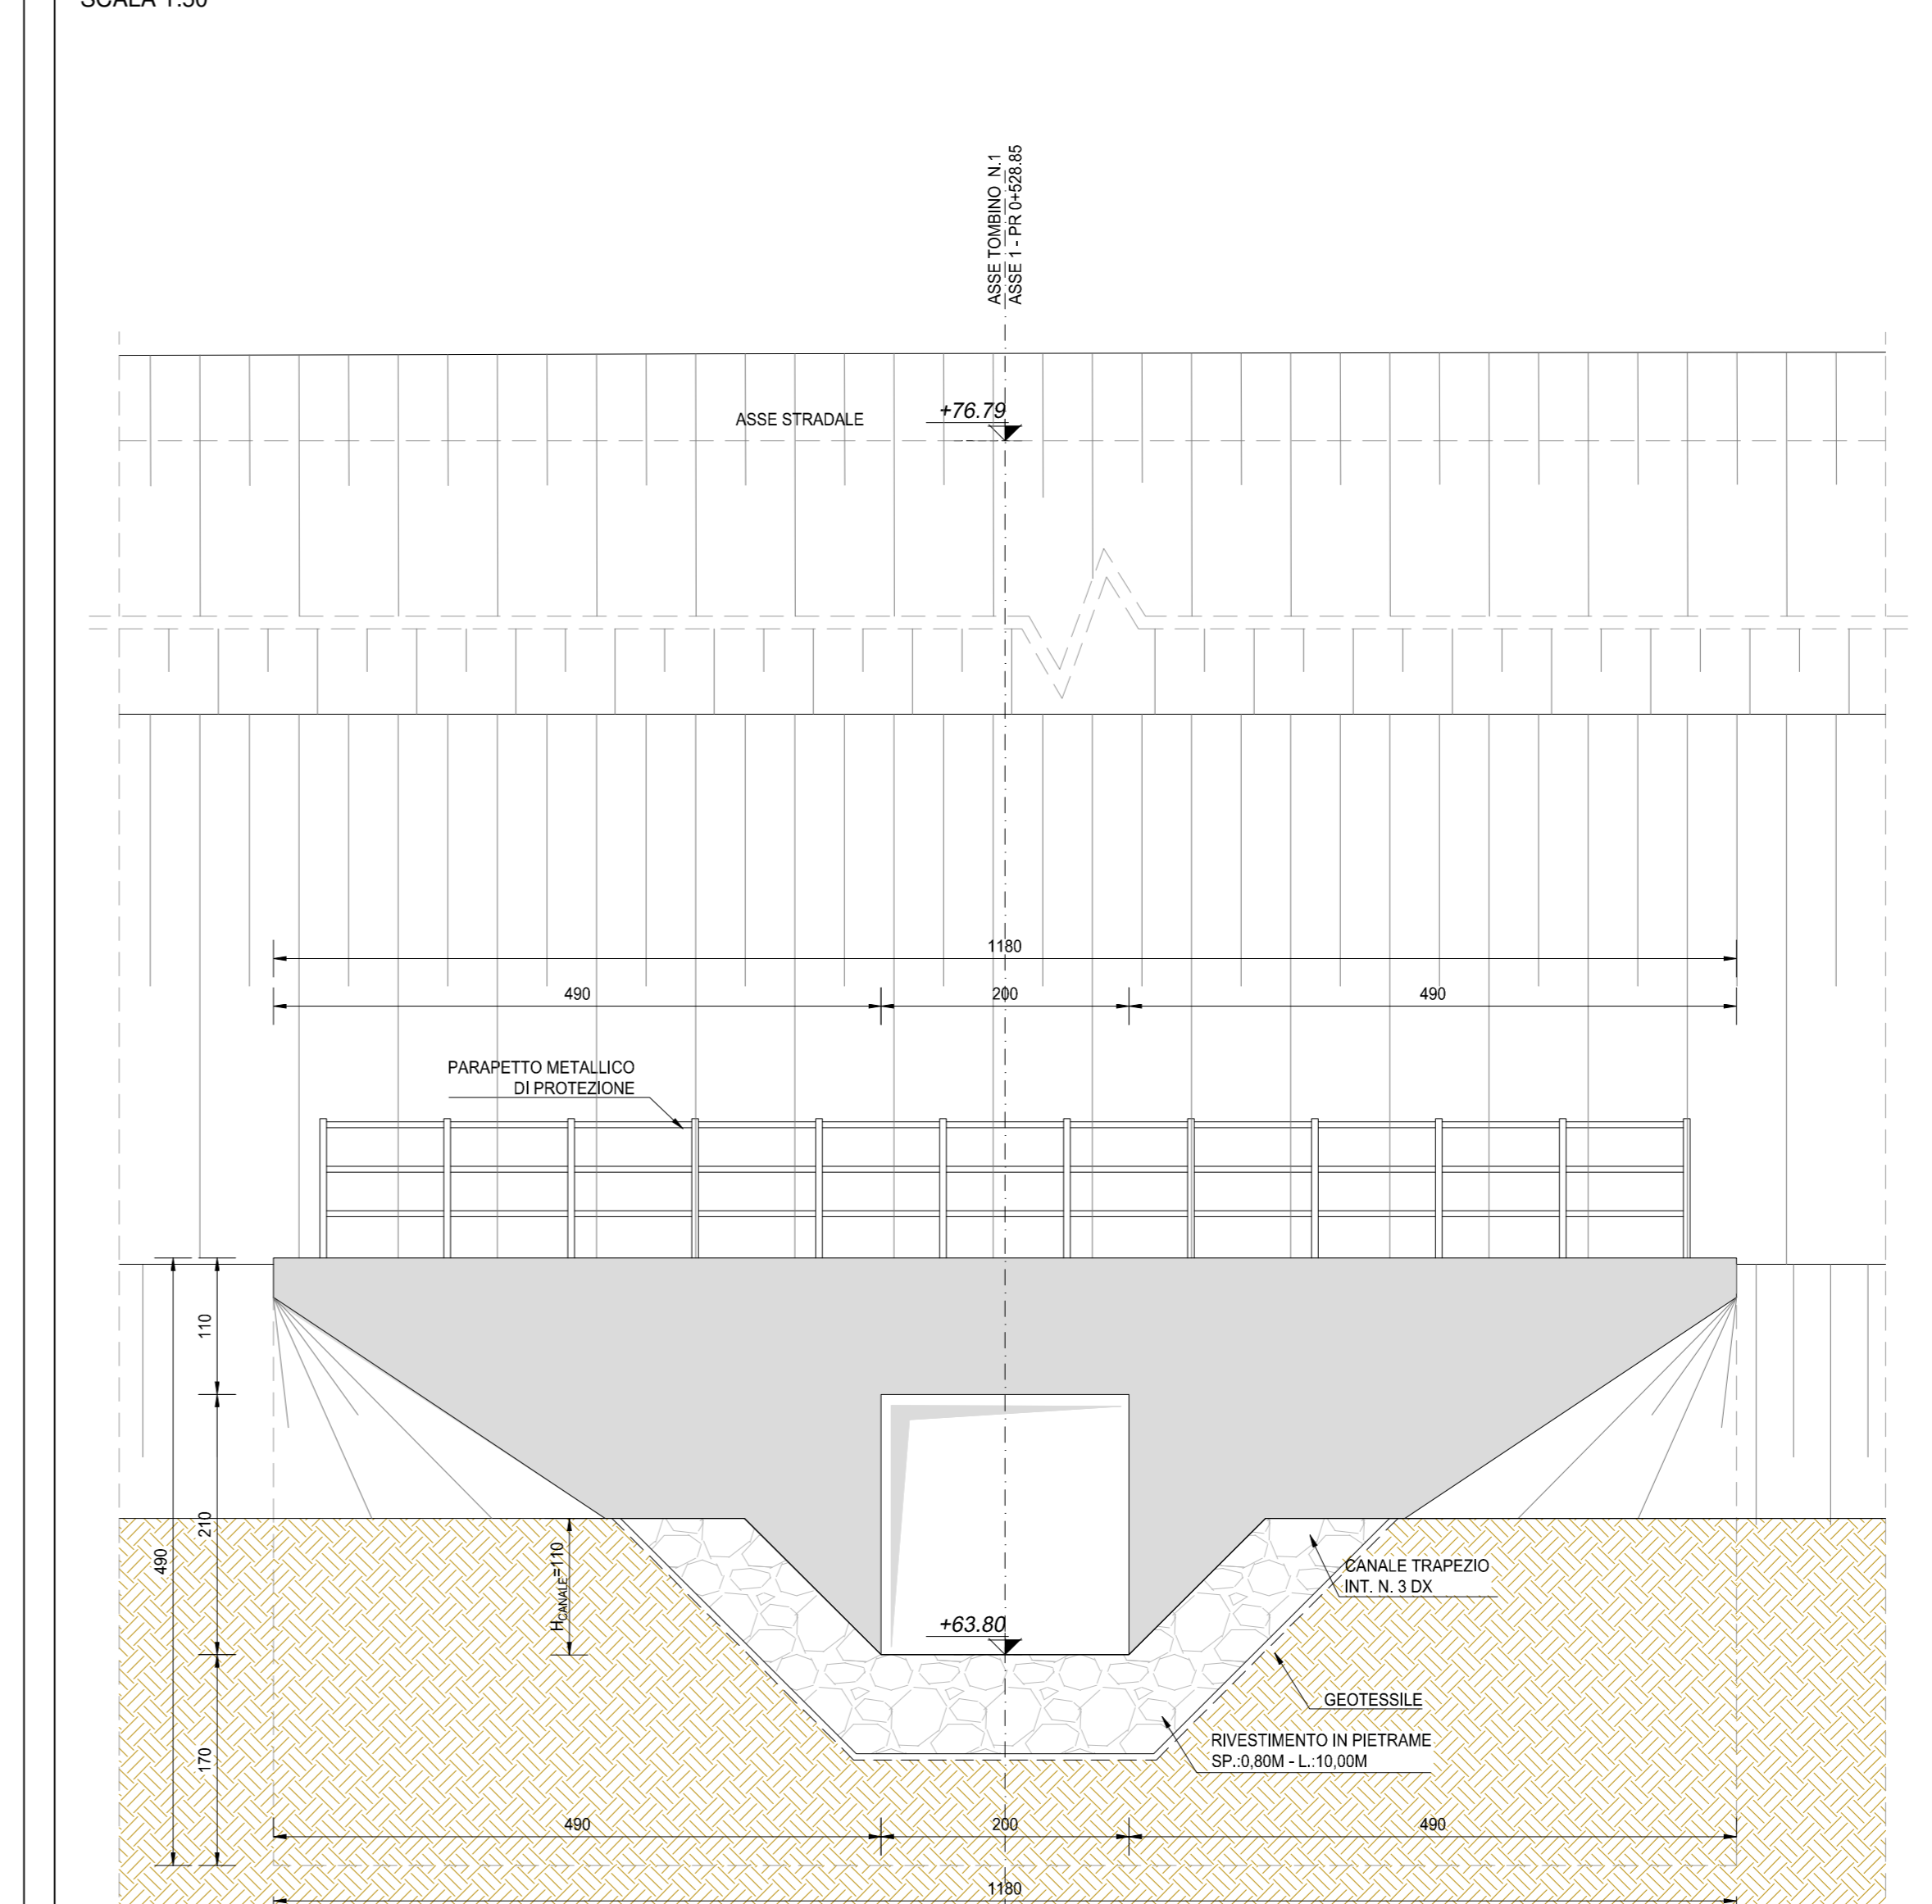 SCALA 1:50
ASSE TOMBINO N.1
ASSE 1 - PR 0+528.85
ASSE STRADALE
+76.79
1180
490
200
490
PARAPETTO METALLICO
DI PROTEZIONE
110
210
490
170
HCANALE=110
+63.80
CANALE TRAPEZIO
INT. N. 3 DX
GEOTESSILE
RIVESTIMENTO IN PIETRAME
SP.:0,80M - L.:10,00M
490
200
490
1180